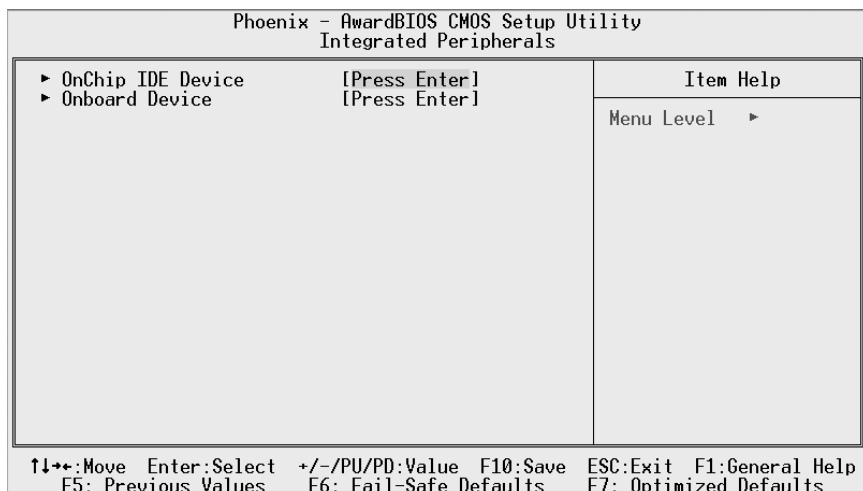 Phoenix - AwardBIOS CMOS Setup Utility
Integrated Peripherals
► OnChip IDE Device [Press Enter]
► Onboard Device [Press Enter]
Item Help
Menu Level ►
↑↓→←:Move Enter:Select +/-/PU/PD:Value F10:Save ESC:Exit F1:General Help
F5: Previous Values F6: Fail-Safe Defaults F7: Optimized Defaults